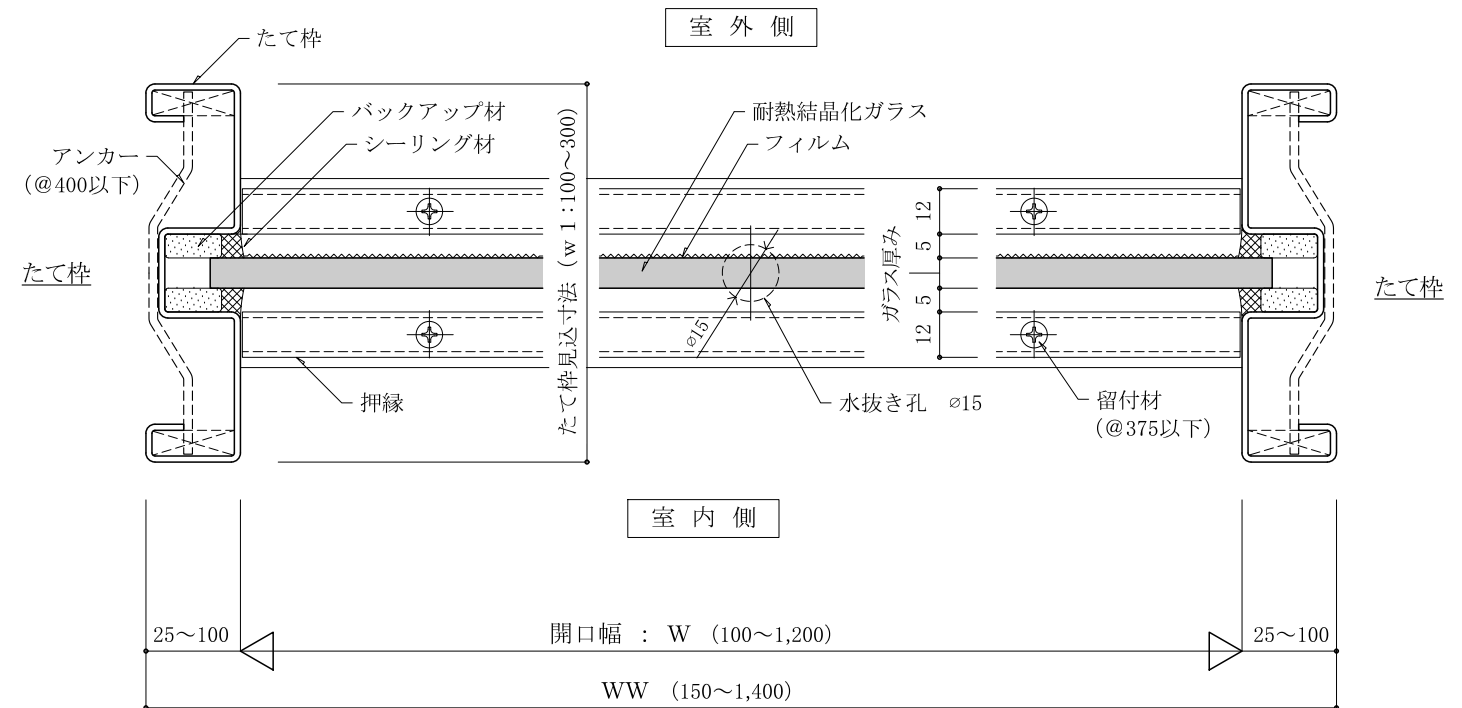 室 外 側
たて枠
バックアップ材
シーリング材
アンカー
(@400以下)
耐熱結晶化ガラス
フィルム
たて枠見込寸法 (w 1 : 100〜300)
ガラス厚み
12
5
5
12
たて枠
たて枠
⌀15
押縁
水抜き孔 ⌀15
留付材
(@375以下)
室 内 側
25〜100
開口幅 : W (100〜1,200)
25〜100
WW (150〜1,400)